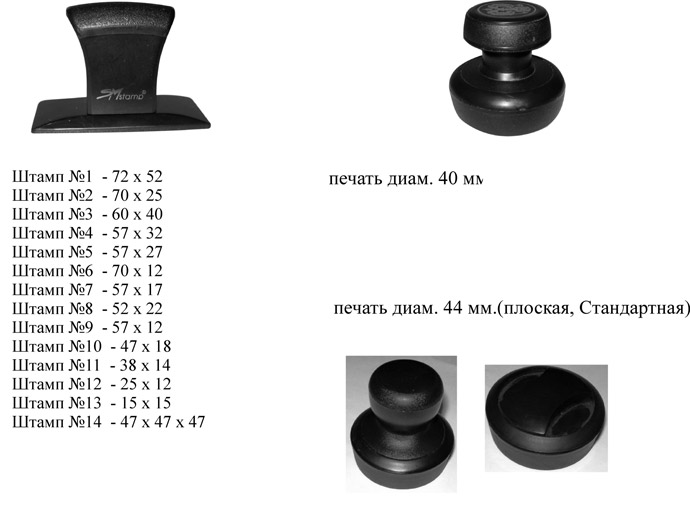 SMstamp®
Штамп №1 - 72 х 52
Штамп №2 - 70 х 25
Штамп №3 - 60 х 40
Штамп №4 - 57 х 32
Штамп №5 - 57 х 27
Штамп №6 - 70 х 12
Штамп №7 - 57 х 17
Штамп №8 - 52 х 22
Штамп №9 - 57 х 12
Штамп №10 - 47 х 18
Штамп №11 - 38 х 14
Штамп №12 - 25 х 12
Штамп №13 - 15 х 15
Штамп №14 - 47 х 47 х 47
печать диам. 40 мм
печать диам. 44 мм.(плоская, Стандартная)